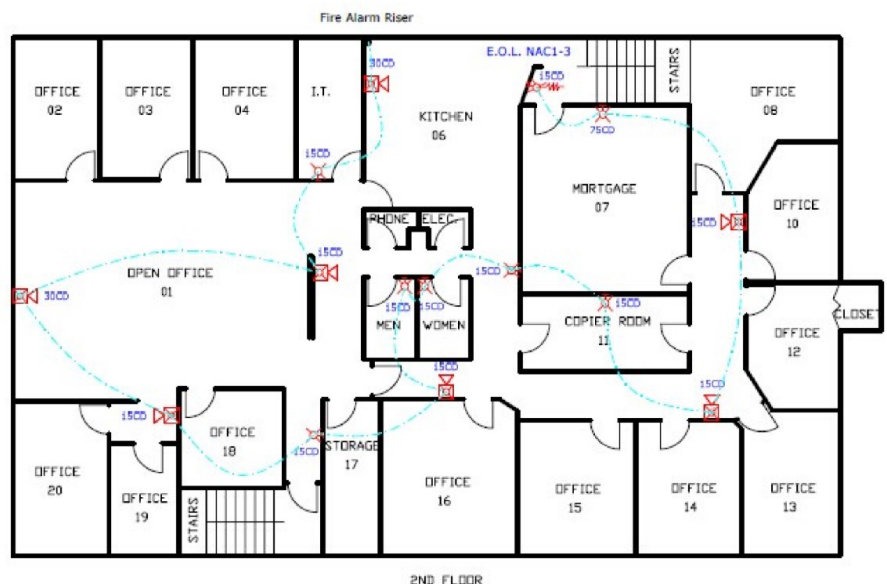 Fire Alarm Riser
E.O.L. NAC1-3
OFFICE
02
OFFICE
03
OFFICE
04
I.T.
30CD
KITCHEN
06
15CD
75CD
STAIRS
OFFICE
08
15CD
MORTGAGE
07
OFFICE
10
15CD
PHONE
ELEC.
15CD
OPEN OFFICE
01
30CD
15CD
15CD
15CD
15CD
MEN
WOMEN
COPIER ROOM
11
OFFICE
12
CLOSET
15CD
15CD
15CD
OFFICE
18
15CD
STORAGE
17
OFFICE
20
OFFICE
19
STAIRS
OFFICE
16
OFFICE
15
OFFICE
14
OFFICE
13
2ND FLOOR